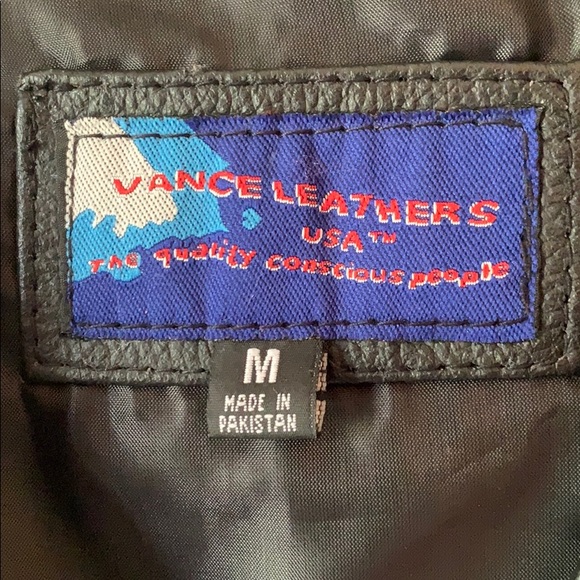 VANCE LEATHERS
USA™
The quality conscious people
M
MADE IN
PAKISTAN